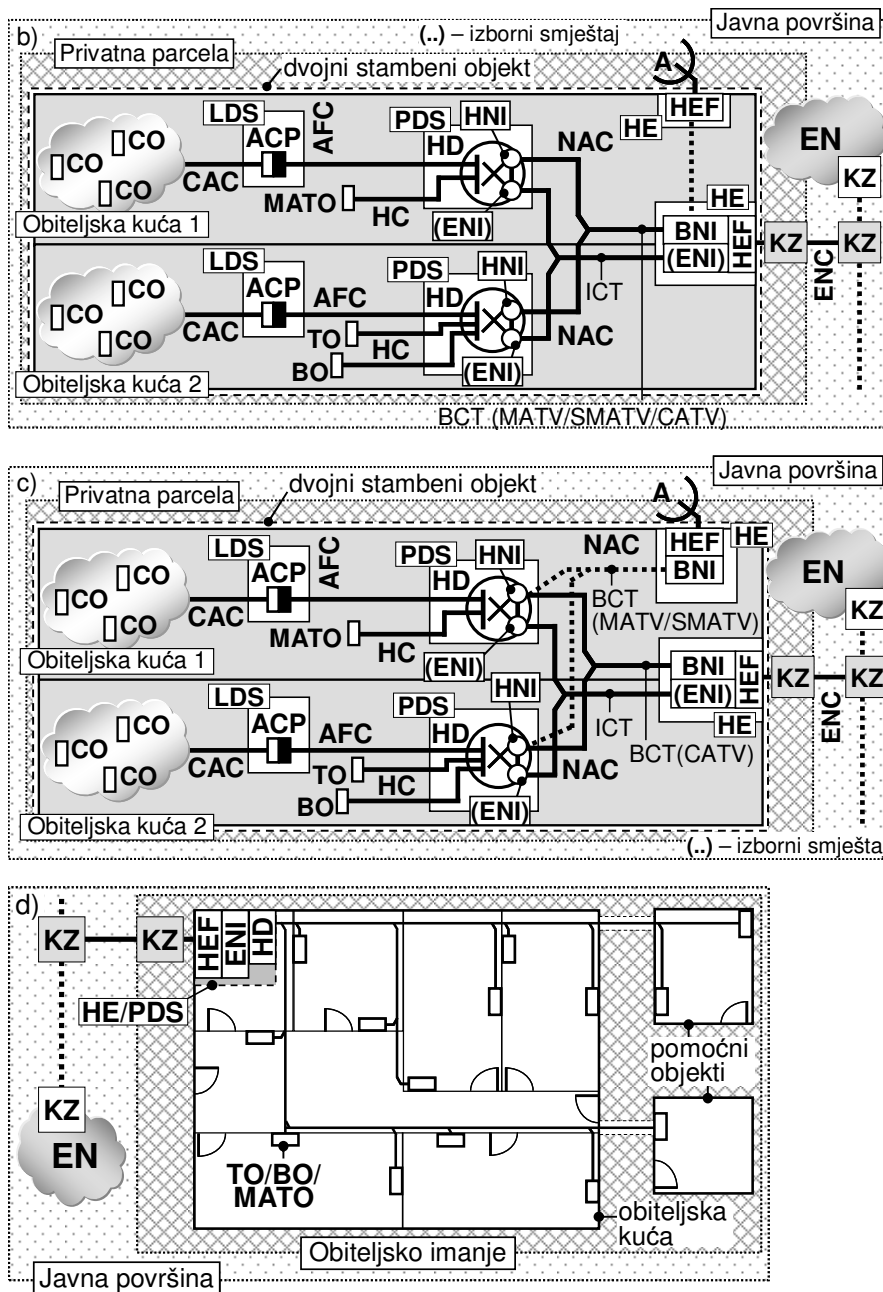 b)
Privatna parcela
(..) – izborni smještaj
Javna površina
dvojni stambeni objekt
A
LDS
ACP
AFC
PDS
HNI
HD
NAC
HE
HEF
EN
KZ
CO
CO
CO
CAC
MATO
HC
(ENI)
Obiteljska kuća 1
HE
BNI
(ENI)
HEF
KZ
ENC
KZ
LDS
ACP
AFC
PDS
HNI
HD
ICT
CO
CO
CO
CAC
TO
HC
BO
(ENI)
NAC
Obiteljska kuća 2
BCT (MATV/SMATV/CATV)
c)
Privatna parcela
dvojni stambeni objekt
Javna površina
A
LDS
ACP
AFC
PDS
HNI
HD
NAC
HEF
HE
BNI
EN
KZ
CO
CO
CO
CAC
MATO
HC
(ENI)
BCT
(MATV/SMATV)
Obiteljska kuća 1
BNI
(ENI)
HEF
HE
KZ
ENC
KZ
LDS
ACP
AFC
PDS
HNI
HD
ICT
BCT(CATV)
CO
CO
CO
CAC
TO
HC
BO
(ENI)
NAC
Obiteljska kuća 2
(..) – izborni smješta
d)
KZ
KZ
HEF
ENI
HD
HE/PDS
KZ
EN
TO/BO/
MATO
pomoćni
objekti
obiteljska
kuća
Obiteljsko imanje
Javna površina